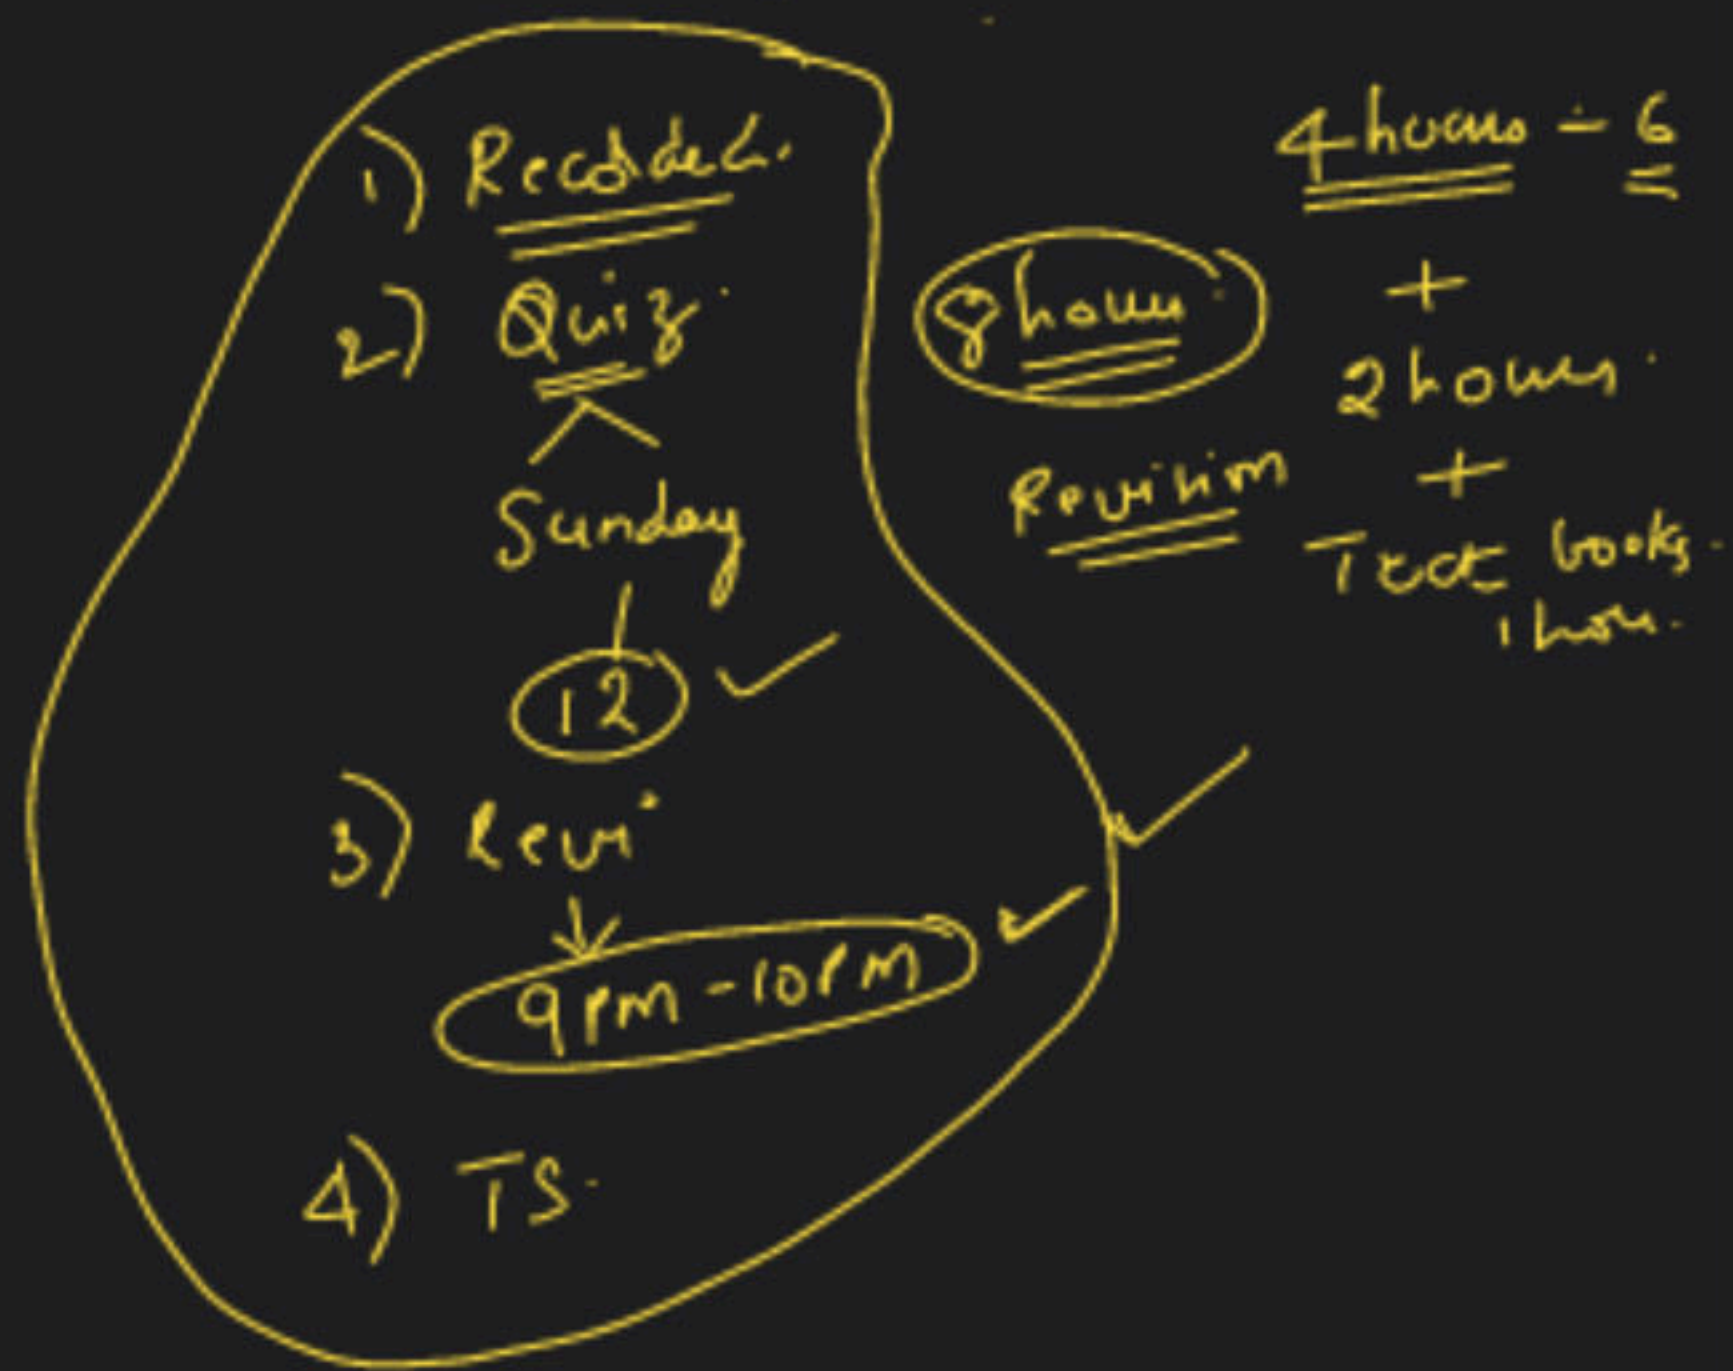 1) Recorded.
2) Quiz.
Sunday
12
3) Revi
9PM - 10PM
4) TS.
4 hours - 6
+
8 hours
2 hours.
+
Revision
Text books.
1 hour.